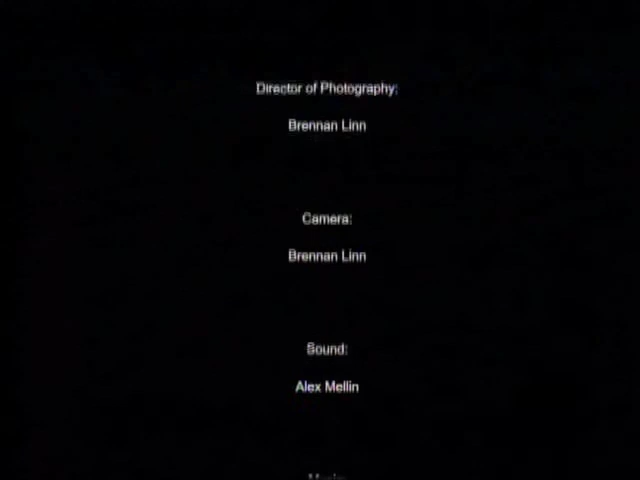 Director of Photography:
Brennan Linn
Camera:
Brennan Linn
Sound:
Alex Mellin